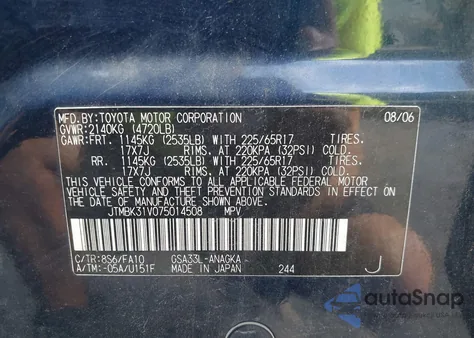 MFD.BY:TOYOTA MOTOR CORPORATION 08/06
GVWR: 2140KG (4720LB)
GAWR:FRT. 1145KG (2535LB) WITH 225/65R17 TIRES.
17X7J RIMS. AT 220KPA (32PSI) COLD.
RR. 1145KG (2535LB) WITH 225/65R17 TIRES.
17X7J RIMS. AT 220KPA (32PSI) COLD.
THIS VEHICLE CONFORMS TO ALL APPLICABLE FEDERAL MOTOR
VEHICLE SAFETY, BUMPER, AND THEFT PREVENTION STANDARDS
IN EFFECT ON THE DATE OF MANUFACTURE SHOWN ABOVE.
JTMBK31V075014508 MPV
C/TR:8S6/FA10 GSA33L-ANAGKA
A/TM:-05A/U151F MADE IN JAPAN 244 J
autoSnap